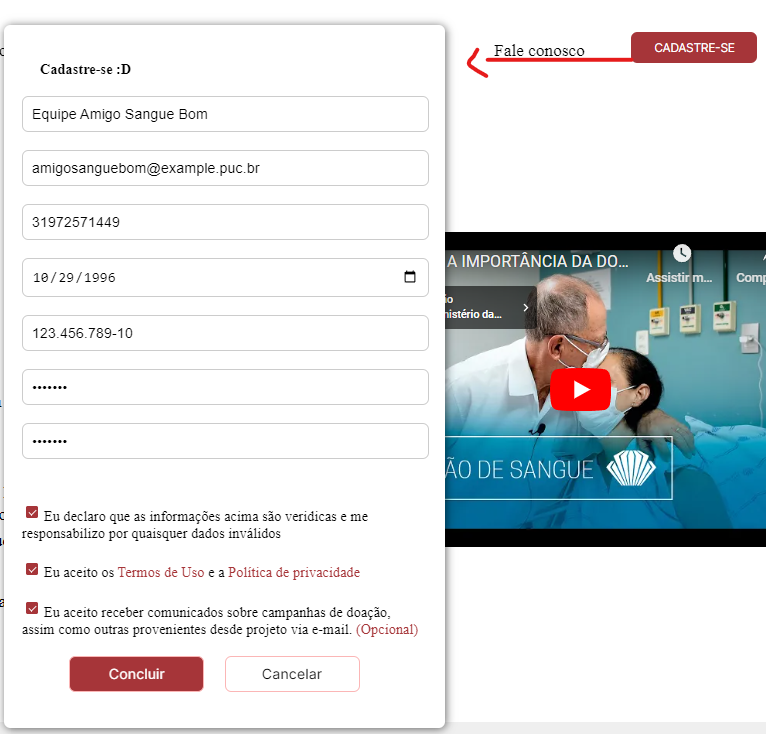 Fale conosco
CADASTRE-SE
Cadastre-se :D
Equipe Amigo Sangue Bom
amigosanguebom@example.puc.br
31972571449
10/29/1996
123.456.789-10
•••••••
•••••••
Eu declaro que as informações acima são veridicas e me
responsabilizo por quaisquer dados inválidos
Eu aceito os Termos de Uso e a Política de privacidade
Eu aceito receber comunicados sobre campanhas de doação,
assim como outras provenientes desde projeto via e-mail. (Opcional)
Concluir
Cancelar
A IMPORTÂNCIA DA DO...
Assistir m...
Comp
io
nistério da...
ÃO DE SANGUE